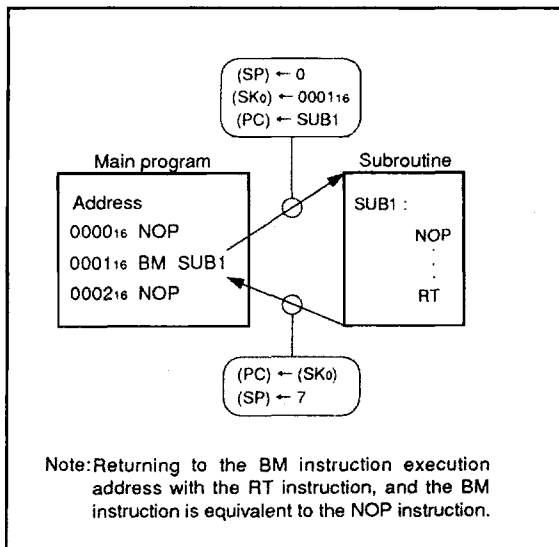 (SP) ← 0
(SK0) ← 000116
(PC) ← SUB1
Main program
Subroutine
Address
000016 NOP
000116 BM SUB1
000216 NOP
SUB1 :
NOP
RT
(PC) ← (SK0)
(SP) ← 7
Note:Returning to the BM instruction execution
address with the RT instruction, and the BM
instruction is equivalent to the NOP instruction.